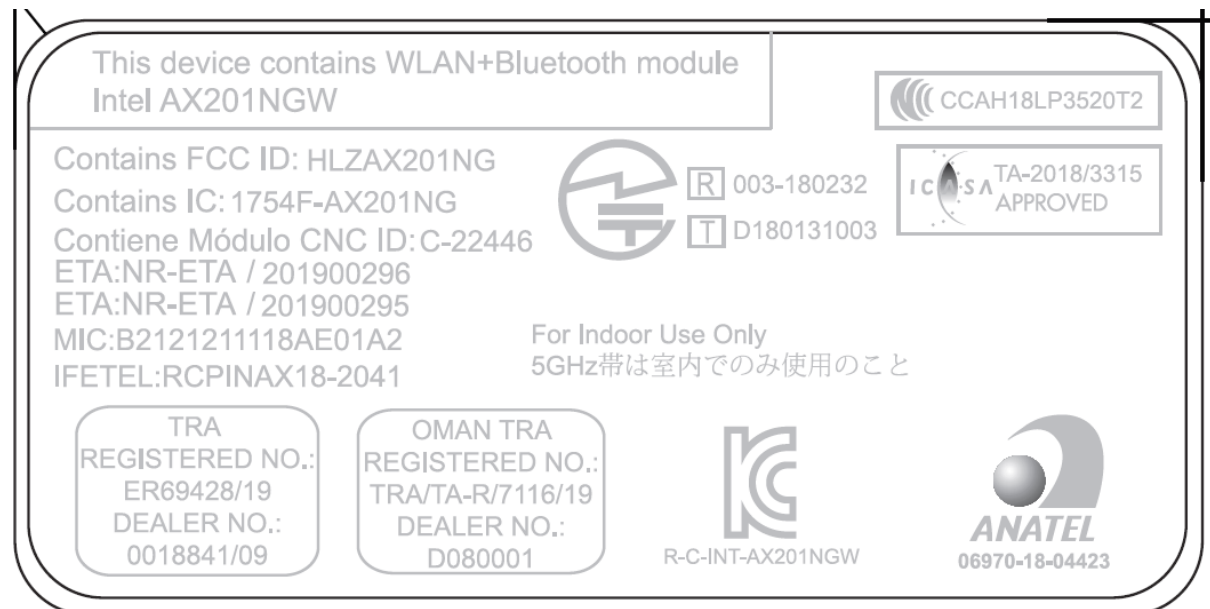 This device contains WLAN+Bluetooth module
Intel AX201NGW
CCAH18LP3520T2
Contains FCC ID: HLZAX201NG
Contains IC: 1754F-AX201NG
Contiene Módulo CNC ID: C-22446
ETA:NR-ETA / 201900296
ETA:NR-ETA / 201900295
MIC:B2121211118AE01A2
IFETEL:RCPINAX18-2041
R 003-180232
T D180131003
ICASA
TA-2018/3315
APPROVED
For Indoor Use Only
5GHz帯は室内でのみ使用のこと
TRA
REGISTERED NO.:
ER69428/19
DEALER NO.:
0018841/09
OMAN TRA
REGISTERED NO.:
TRA/TA-R/7116/19
DEALER NO.:
D080001
R-C-INT-AX201NGW
ANATEL
06970-18-04423